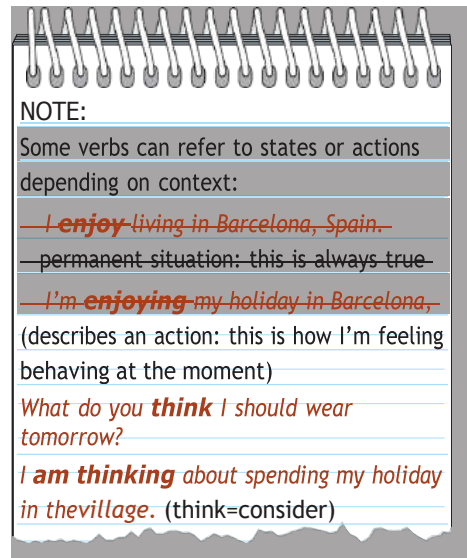 NOTE:
Some verbs can refer to states or actions
depending on context:
I enjoy living in Barcelona, Spain.
permanent situation: this is always true
I'm enjoying my holiday in Barcelona,
(describes an action: this is how I'm feeling
behaving at the moment)
What do you think I should wear
tomorrow?
I am thinking about spending my holiday
in thevillage. (think=consider)